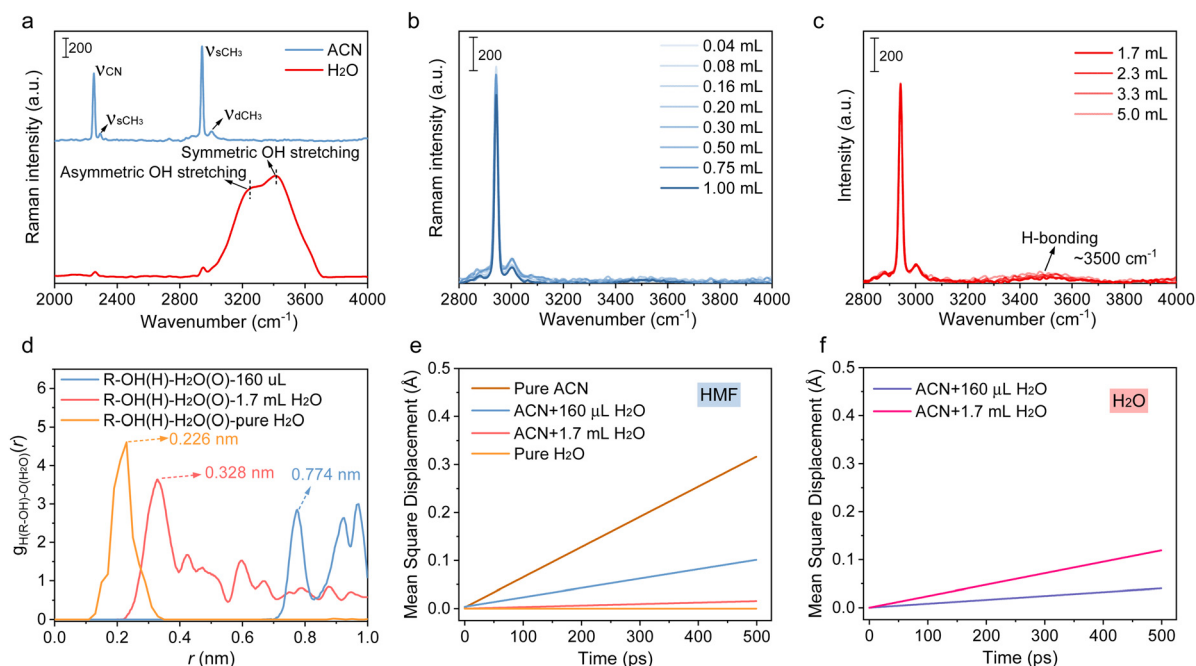 a
200
ACN
H₂O
νCN
νsCH₃
νsCH₃
νdCH₃
Symmetric OH stretching
Asymmetric OH stretching
Raman intensity (a.u.)
2000 2400 2800 3200 3600 4000
Wavenumber (cm⁻¹)
b
200
0.04 mL
0.08 mL
0.16 mL
0.20 mL
0.30 mL
0.50 mL
0.75 mL
1.00 mL
Ramam intensity (a.u.)
2800 3000 3200 3400 3600 3800 4000
Wavenumber (cm⁻¹)
c
200
1.7 mL
2.3 mL
3.3 mL
5.0 mL
H-bonding
~3500 cm⁻¹
Intensity (a.u.)
2800 3000 3200 3400 3600 3800 4000
Wavenumber (cm⁻¹)
d
R-OH(H)-H₂O(O)-160 uL
R-OH(H)-H₂O(O)-1.7 mL H₂O
R-OH(H)-H₂O(O)-pure H₂O
0.226 nm
0.328 nm
0.774 nm
gH(R-OH)-O(H₂O)(r)
6
5
4
3
2
1
0
0.0 0.2 0.4 0.6 0.8 1.0
r (nm)
e
Pure ACN
ACN+160 μL H₂O
ACN+1.7 mL H₂O
Pure H₂O
HMF
Mean Square Displacement (Å)
0.5
0.4
0.3
0.2
0.1
0.0
0 100 200 300 400 500
Time (ps)
f
ACN+160 μL H₂O
ACN+1.7 mL H₂O
H₂O
Mean Square Displacement (Å)
0.5
0.4
0.3
0.2
0.1
0.0
0 100 200 300 400 500
Time (ps)